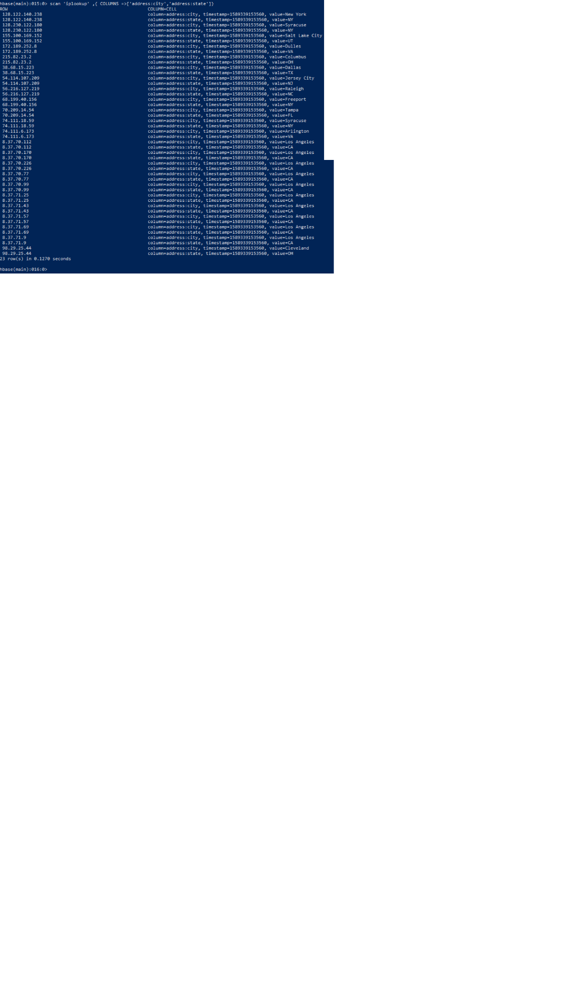 hbase(main):015:0> scan 'iplookup' ,{ COLUMNS =>['address:city','address:state']}
ROW COLUMN+CELL
128.122.140.238 column=address:city, timestamp=1589339153560, value=New York
128.122.140.238 column=address:state, timestamp=1589339153560, value=NY
128.230.122.180 column=address:city, timestamp=1589339153560, value=Syracuse
128.230.122.180 column=address:state, timestamp=1589339153560, value=NY
155.100.169.152 column=address:city, timestamp=1589339153560, value=Salt Lake City
155.100.169.152 column=address:state, timestamp=1589339153560, value=UT
172.189.252.8 column=address:city, timestamp=1589339153560, value=Dulles
172.189.252.8 column=address:state, timestamp=1589339153560, value=VA
215.82.23.2 column=address:city, timestamp=1589339153560, value=Columbus
215.82.23.2 column=address:state, timestamp=1589339153560, value=OH
38.68.15.223 column=address:city, timestamp=1589339153560, value=Dallas
38.68.15.223 column=address:state, timestamp=1589339153560, value=TX
54.114.107.209 column=address:city, timestamp=1589339153560, value=Jersey City
54.114.107.209 column=address:state, timestamp=1589339153560, value=NJ
56.216.127.219 column=address:city, timestamp=1589339153560, value=Raleigh
56.216.127.219 column=address:state, timestamp=1589339153560, value=NC
68.199.40.156 column=address:city, timestamp=1589339153560, value=Freeport
68.199.40.156 column=address:state, timestamp=1589339153560, value=NY
70.209.14.54 column=address:city, timestamp=1589339153560, value=Tampa
70.209.14.54 column=address:state, timestamp=1589339153560, value=FL
74.111.18.59 column=address:city, timestamp=1589339153560, value=Syracuse
74.111.18.59 column=address:state, timestamp=1589339153560, value=NY
74.111.6.173 column=address:city, timestamp=1589339153560, value=Arlington
74.111.6.173 column=address:state, timestamp=1589339153560, value=VA
8.37.70.112 column=address:city, timestamp=1589339153560, value=Los Angeles
8.37.70.112 column=address:state, timestamp=1589339153560, value=CA
8.37.70.170 column=address:city, timestamp=1589339153560, value=Los Angeles
8.37.70.170 column=address:state, timestamp=1589339153560, value=CA
8.37.70.226 column=address:city, timestamp=1589339153560, value=Los Angeles
8.37.70.226 column=address:state, timestamp=1589339153560, value=CA
8.37.70.77 column=address:city, timestamp=1589339153560, value=Los Angeles
8.37.70.77 column=address:state, timestamp=1589339153560, value=CA
8.37.70.99 column=address:city, timestamp=1589339153560, value=Los Angeles
8.37.70.99 column=address:state, timestamp=1589339153560, value=CA
8.37.71.25 column=address:city, timestamp=1589339153560, value=Los Angeles
8.37.71.25 column=address:state, timestamp=1589339153560, value=CA
8.37.71.43 column=address:city, timestamp=1589339153560, value=Los Angeles
8.37.71.43 column=address:state, timestamp=1589339153560, value=CA
8.37.71.57 column=address:city, timestamp=1589339153560, value=Los Angeles
8.37.71.57 column=address:state, timestamp=1589339153560, value=CA
8.37.71.69 column=address:city, timestamp=1589339153560, value=Los Angeles
8.37.71.69 column=address:state, timestamp=1589339153560, value=CA
8.37.71.9 column=address:city, timestamp=1589339153560, value=Los Angeles
8.37.71.9 column=address:state, timestamp=1589339153560, value=CA
98.29.25.44 column=address:city, timestamp=1589339153560, value=Cleveland
98.29.25.44 column=address:state, timestamp=1589339153560, value=OH
23 row(s) in 0.1270 seconds
hbase(main):016:0>